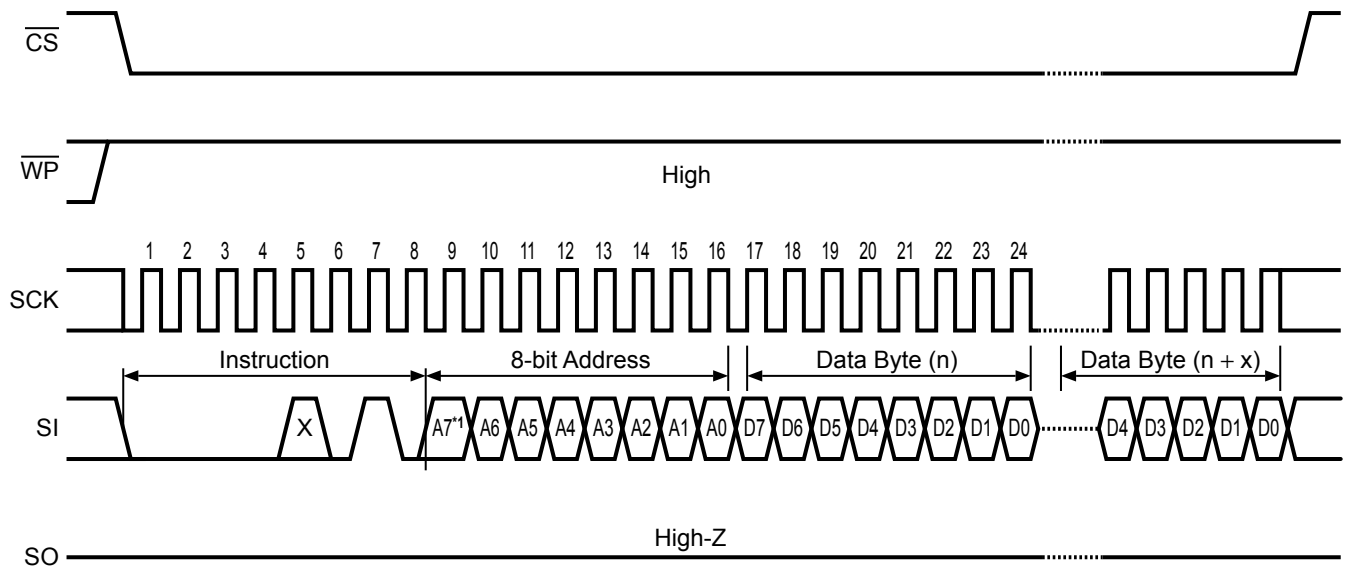 CS
WP
High
1 2 3 4 5 6 7 8 9 10 11 12 13 14 15 16 17 18 19 20 21 22 23 24
SCK
Instruction 8-bit Address Data Byte (n) Data Byte (n + x)
SI X A7*1 A6 A5 A4 A3 A2 A1 A0 D7 D6 D5 D4 D3 D2 D1 D0 D4 D3 D2 D1 D0
High-Z
SO